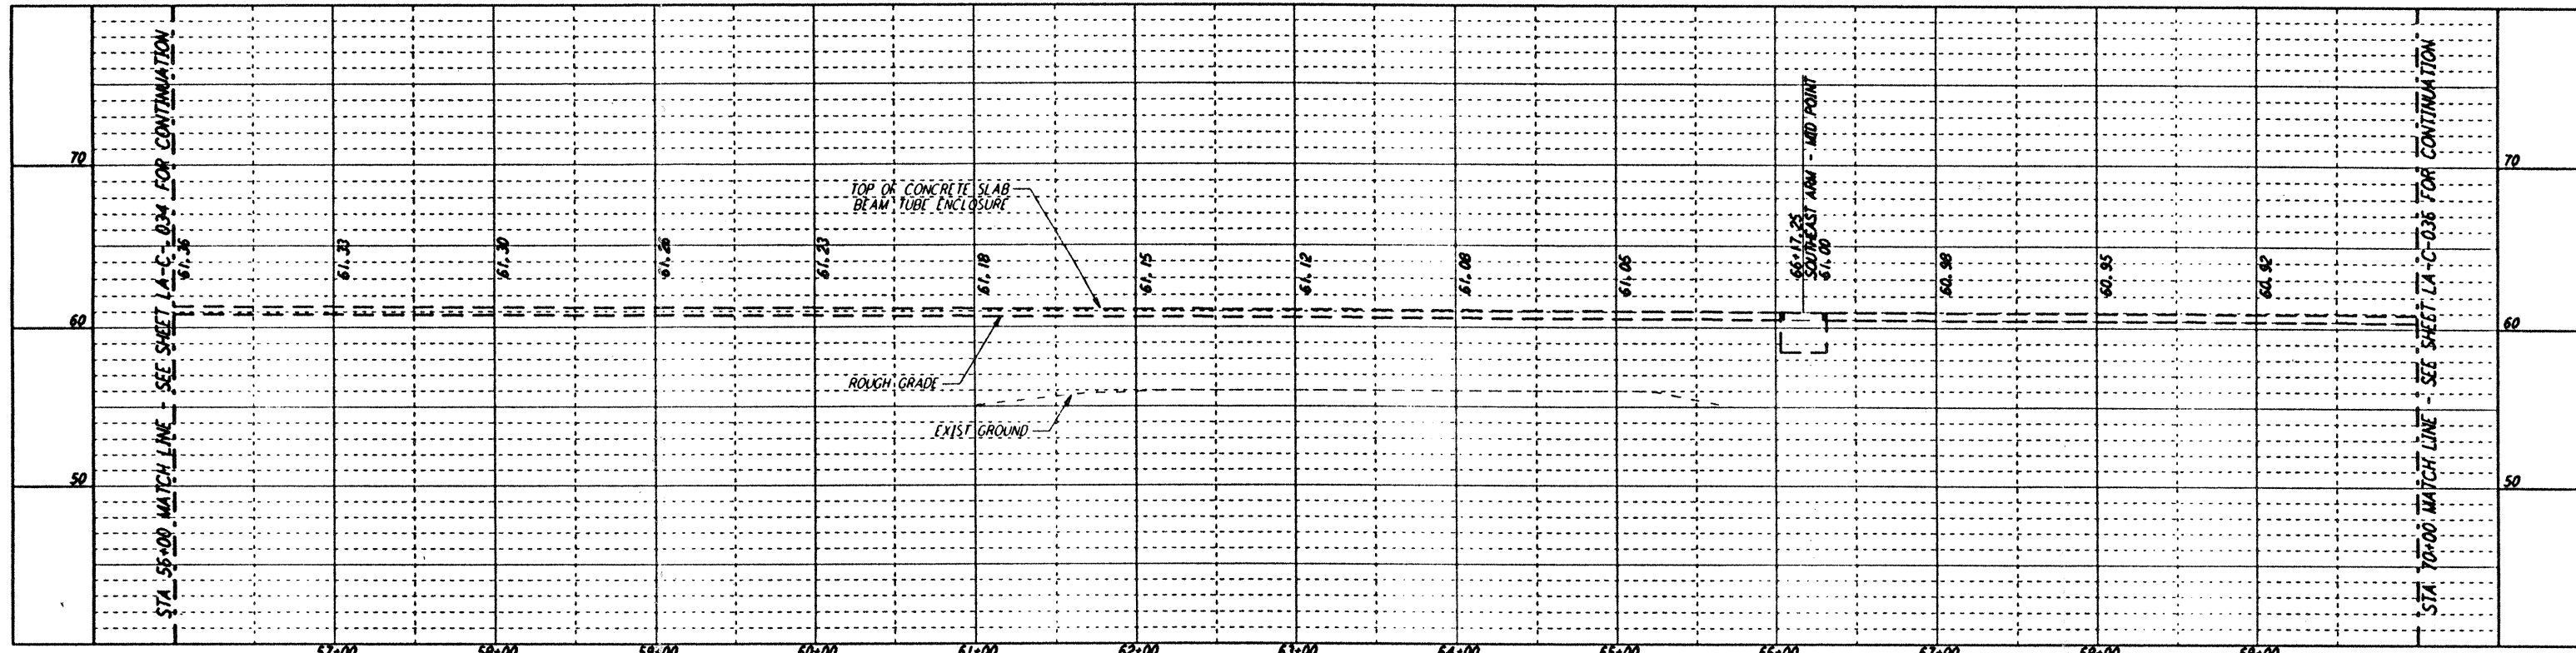 STA 56+00 MATCH LINE - SEE SHEET LA-C-034 FOR CONTINUATION
70
60
50
61.36
61.33
61.30
61.26
61.23
61.18
61.15
61.12
61.08
61.05
66+17.25
SOUTHEAST ARM - MID POINT
61.00
60.98
60.95
60.92
TOP OF CONCRETE SLAB
BEAM TUBE ENCLOSURE
ROUGH GRADE
EXIST GROUND
STA 70+00 MATCH LINE - SEE SHEET LA-C-036 FOR CONTINUATION
70
60
50
57+00 58+00 59+00 60+00 61+00 62+00 63+00 64+00 65+00 66+00 67+00 68+00 69+00